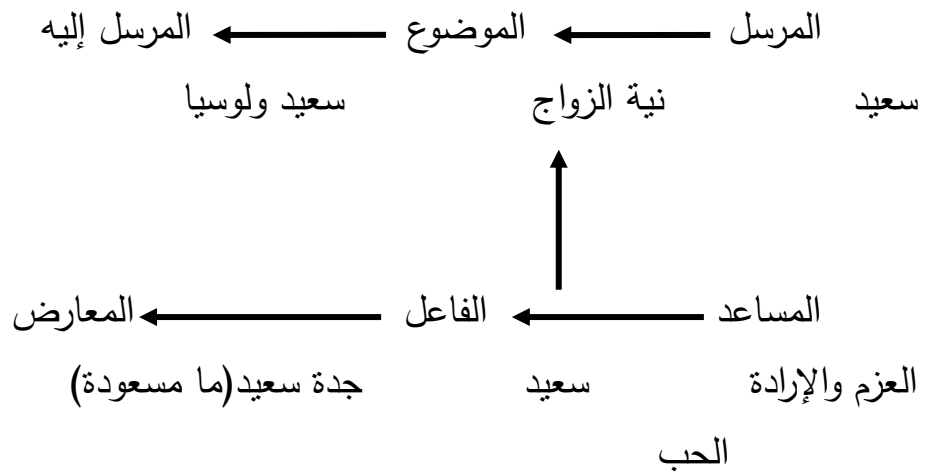 المرسل الموضوع المرسل إليه
سعيد نية الزواج سعيد ولوسيا
المساعد الفاعل المعارض
العزم والإرادة سعيد جدة سعيد(ما مسعودة)
الحب